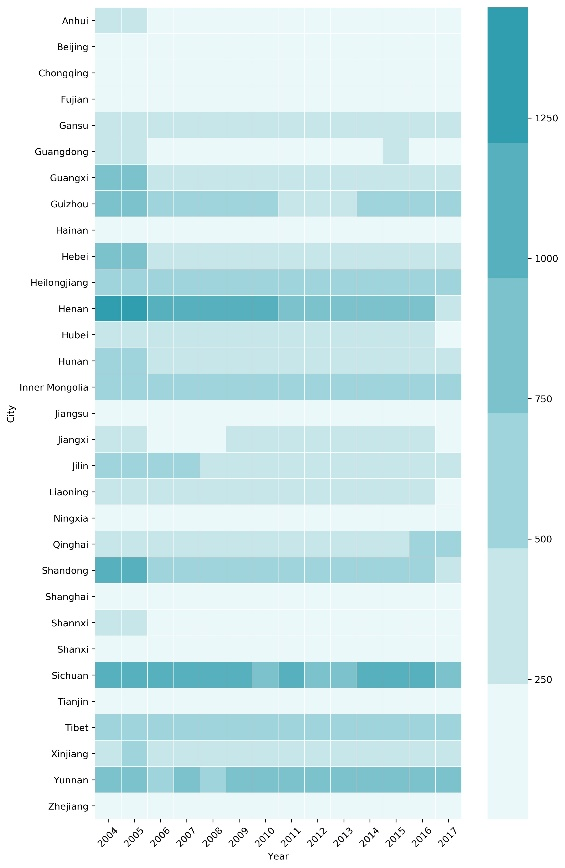 Anhui
Beijing
Chongqing
Fujian
Gansu
Guangdong
Guangxi
Guizhou
Hainan
Hebei
Heilongjiang
Henan
Hubei
Hunan
Inner Mongolia
Jiangsu
Jiangxi
Jilin
Liaoning
Ningxia
Qinghai
Shandong
Shanghai
Shannxi
Shanxi
Sichuan
Tianjin
Tibet
Xinjiang
Yunnan
Zhejiang
City
2004 2005 2006 2007 2008 2009 2010 2011 2012 2013 2014 2015 2016 2017
Year
1250
1000
750
500
250